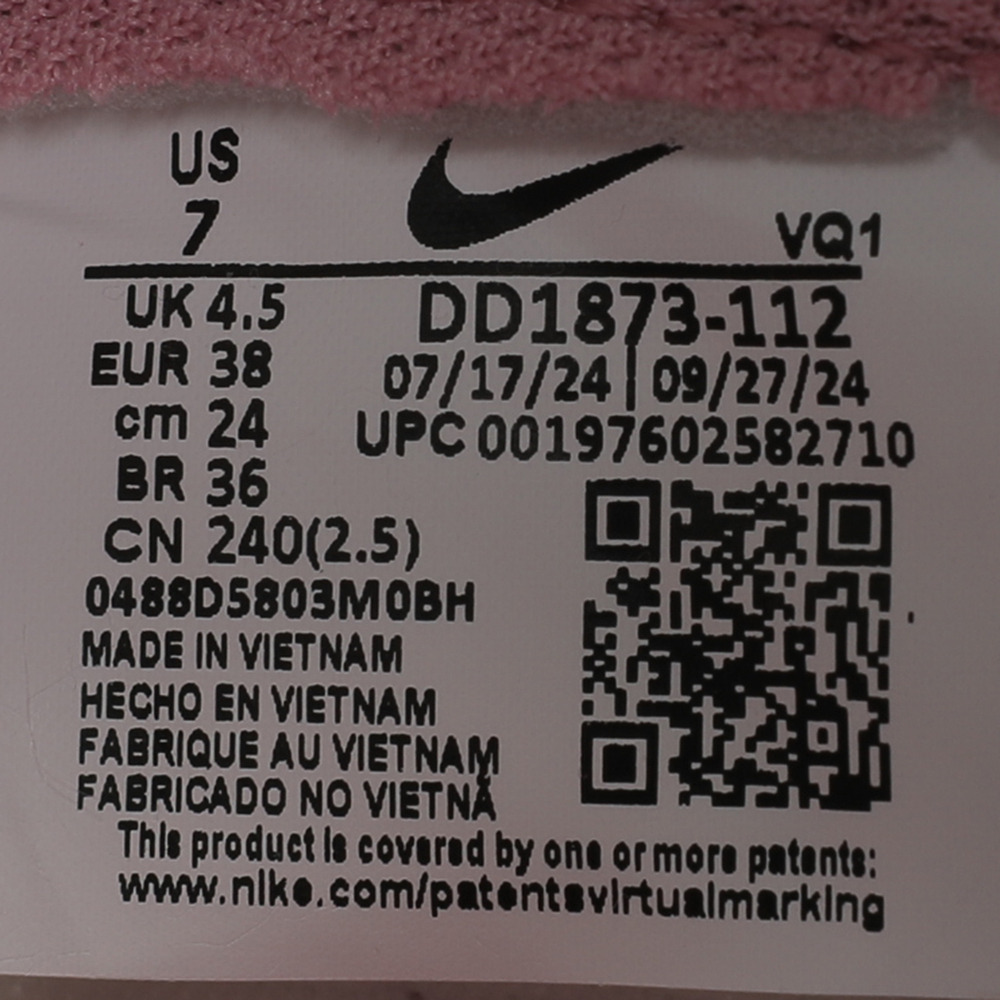 US
7
VQ1
UK 4.5
DD1873-112
EUR 38
07/17/24 | 09/27/24
cm 24
UPC 00197602582710
BR 36
CN 240(2.5)
0488D5803M0BH
MADE IN VIETNAM
HECHO EN VIETNAM
FABRIQUE AU VIETNAM
FABRICADO NO VIETNÃ
This product is covered by one or more patents:
www.nike.com/patentsvirtualmarking